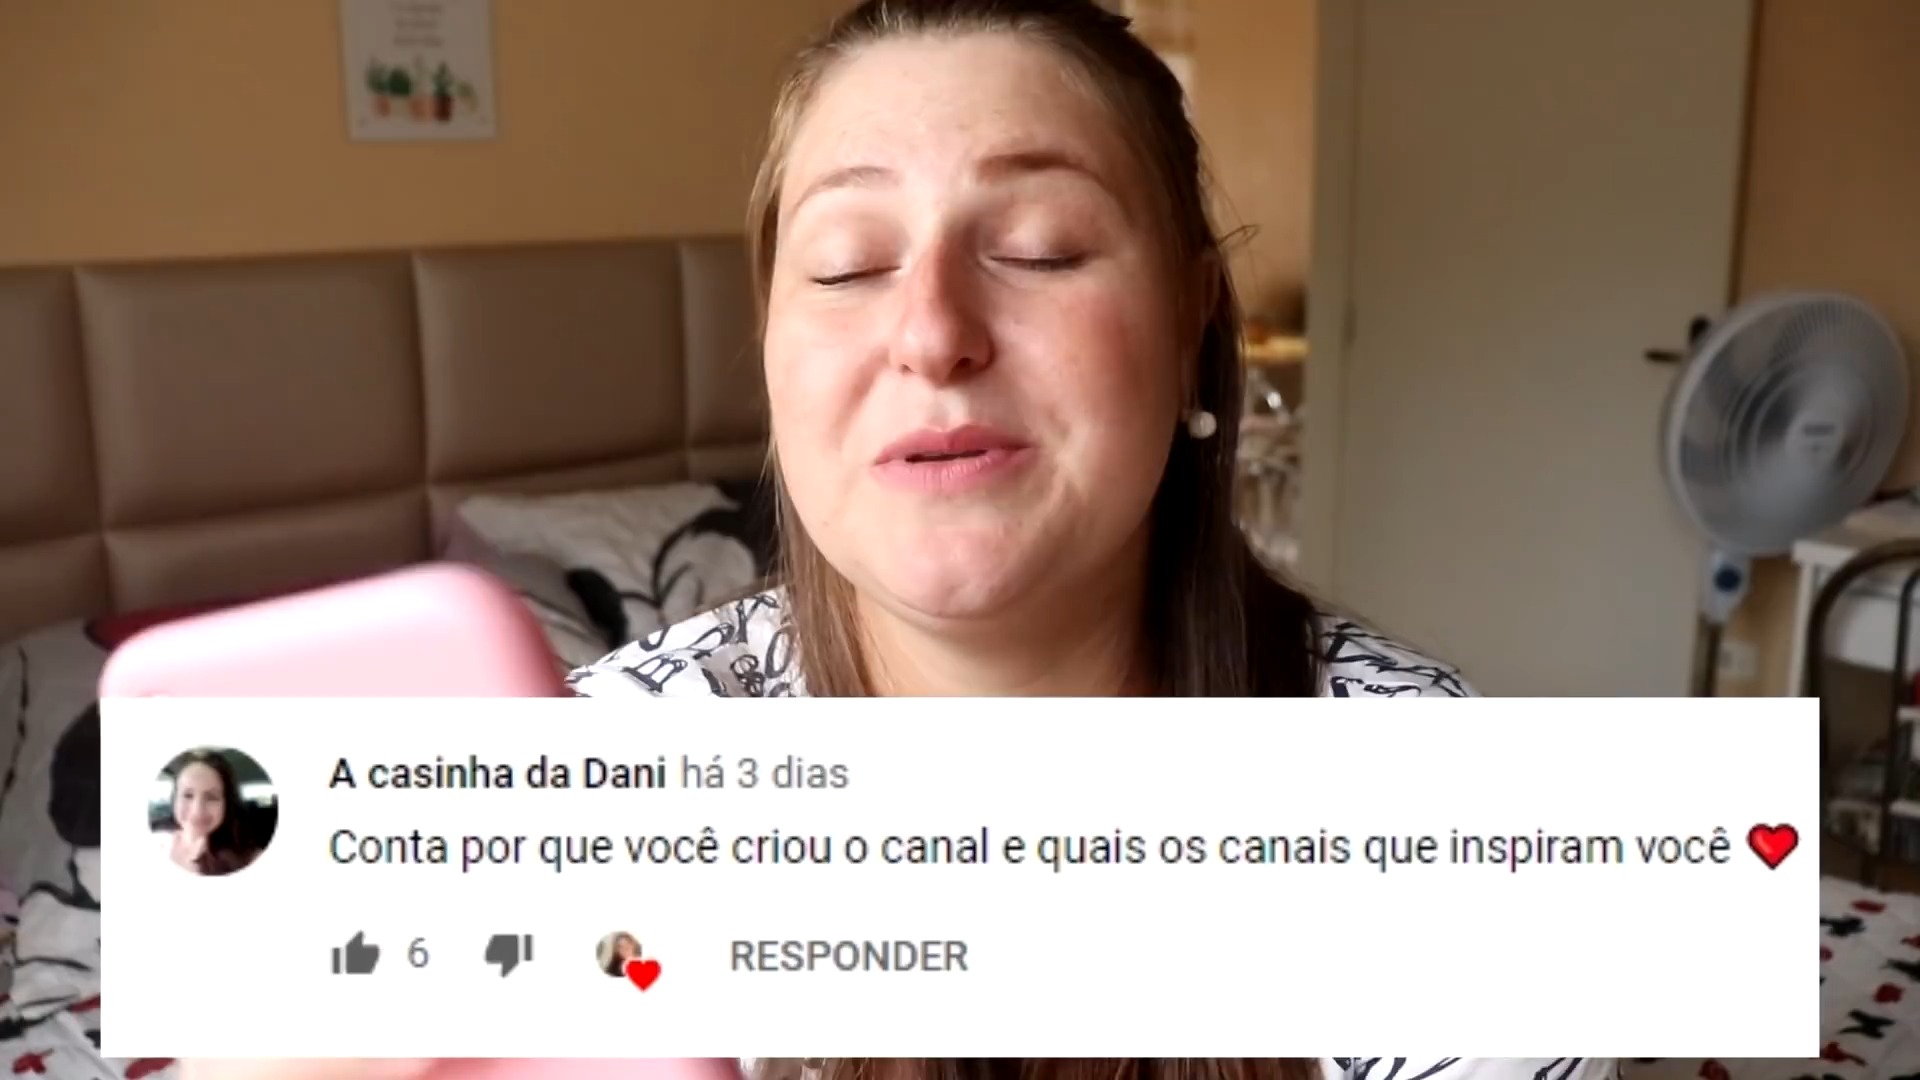 A casinha da Dani há 3 dias
Conta por que você criou o canal e quais os canais que inspiram você ❤
6
RESPONDER